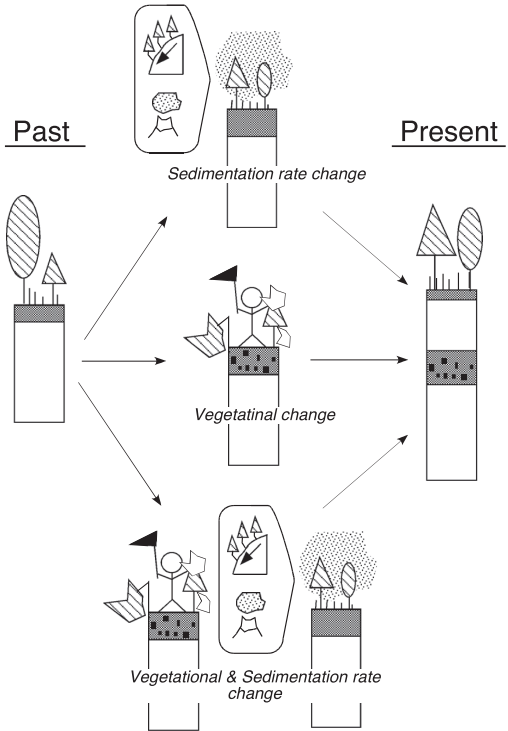 Past
Present
Sedimentation rate change
Vegetatinal change
Vegetational & Sedimentation rate
change